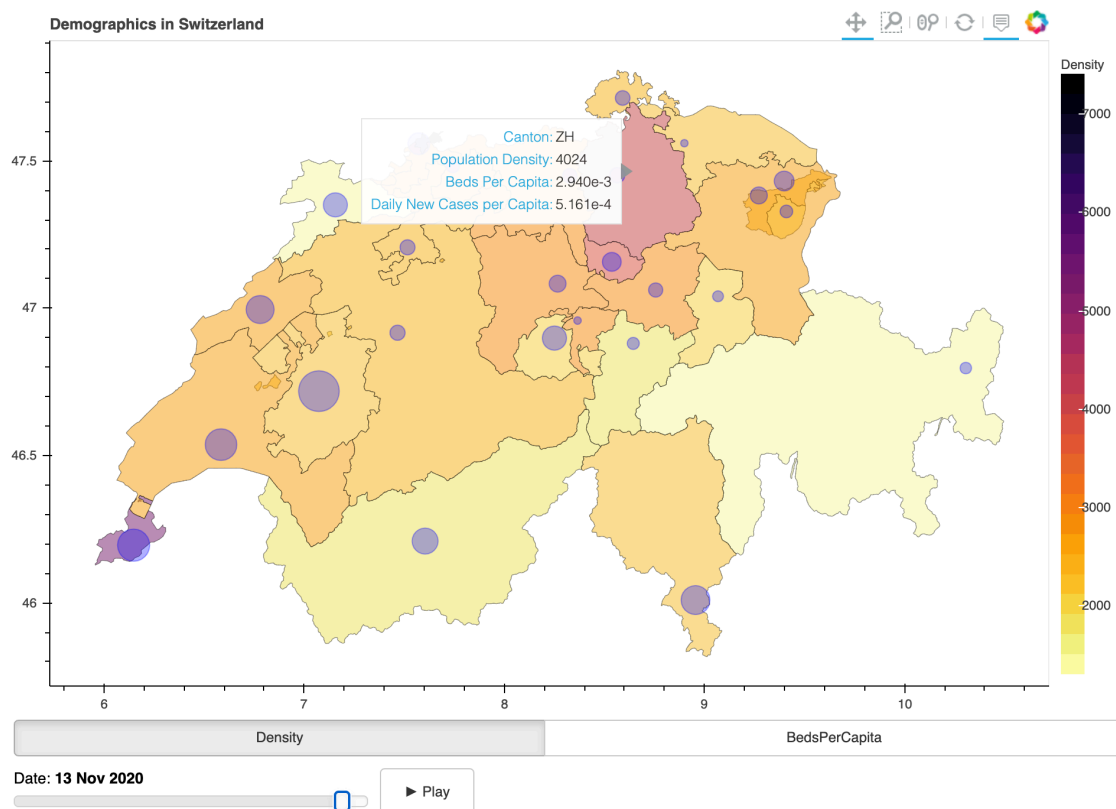 Demographics in Switzerland
Density
7000
6000
5000
4000
3000
2000
47.5
47
46.5
46
Canton: ZH
Population Density: 4024
Beds Per Capita: 2.940e-3
Daily New Cases per Capita: 5.161e-4
6
7
8
9
10
Density
BedsPerCapita
Date: 13 Nov 2020
► Play